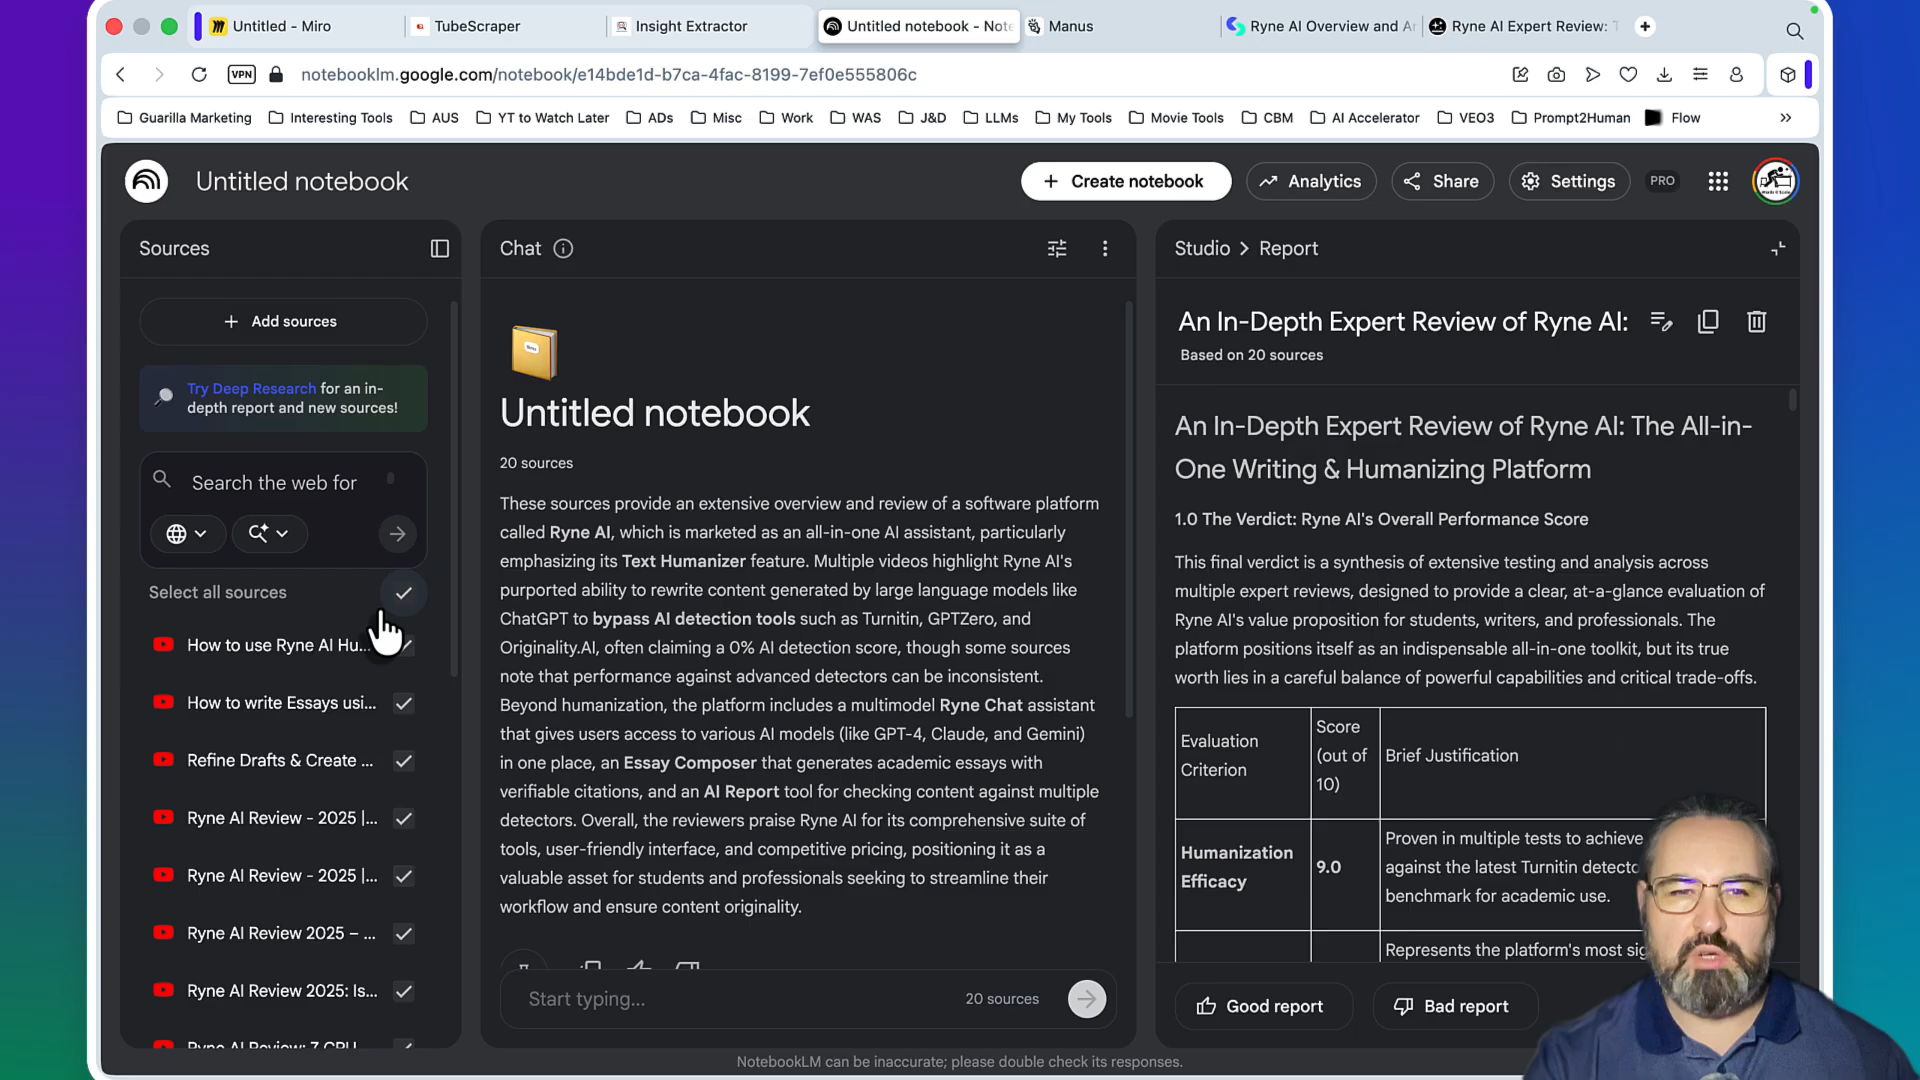 Untitled - Miro
TubeScraper
Insight Extractor
Untitled notebook - Note
Manus
Ryne AI Overview and A
Ryne AI Expert Review:
VPN
notebooklm.google.com/notebook/e14bde1d-b7ca-4fac-8199-7ef0e555806c
Guarilla Marketing
Interesting Tools
AUS
YT to Watch Later
ADs
Misc
Work
WAS
J&D
LLMs
My Tools
Movie Tools
CBM
AI Accelerator
VEO3
Prompt2Human
Flow
Untitled notebook
Create notebook
Analytics
Share
Settings
PRO
Sources
Add sources
Try Deep Research for an in-
depth report and new sources!
Search the web for
Select all sources
How to use Ryne AI Hu...
How to write Essays usi...
Refine Drafts & Create ...
Ryne AI Review - 2025 |...
Ryne AI Review - 2025 |...
Ryne AI Review 2025 – ...
Ryne AI Review 2025: Is...
Ryne AI Review: 7 GPU
Chat
Untitled notebook
20 sources
These sources provide an extensive overview and review of a software platform
called Ryne AI, which is marketed as an all-in-one AI assistant, particularly
emphasizing its Text Humanizer feature. Multiple videos highlight Ryne AI's
purported ability to rewrite content generated by large language models like
ChatGPT to bypass AI detection tools such as Turnitin, GPTZero, and
Originality.AI, often claiming a 0% AI detection score, though some sources
note that performance against advanced detectors can be inconsistent.
Beyond humanization, the platform includes a multimodel Ryne Chat assistant
that gives users access to various AI models (like GPT-4, Claude, and Gemini)
in one place, an Essay Composer that generates academic essays with
verifiable citations, and an AI Report tool for checking content against multiple
detectors. Overall, the reviewers praise Ryne AI for its comprehensive suite of
tools, user-friendly interface, and competitive pricing, positioning it as a
valuable asset for students and professionals seeking to streamline their
workflow and ensure content originality.
Start typing...
20 sources
Studio > Report
An In-Depth Expert Review of Ryne AI:
Based on 20 sources
An In-Depth Expert Review of Ryne AI: The All-in-
One Writing & Humanizing Platform
1.0 The Verdict: Ryne AI's Overall Performance Score
This final verdict is a synthesis of extensive testing and analysis across
multiple expert reviews, designed to provide a clear, at-a-glance evaluation of
Ryne AI's value proposition for students, writers, and professionals. The
platform positions itself as an indispensable all-in-one toolkit, but its true
worth lies in a careful balance of powerful capabilities and critical trade-offs.
Evaluation
Criterion
Score
(out of
10)
Brief Justification
Humanization
Efficacy
9.0
Proven in multiple tests to achieve
against the latest Turnitin detecto
benchmark for academic use.
Represents the platform's most sig
Good report
Bad report
NotebookLM can be inaccurate; please double check its responses.